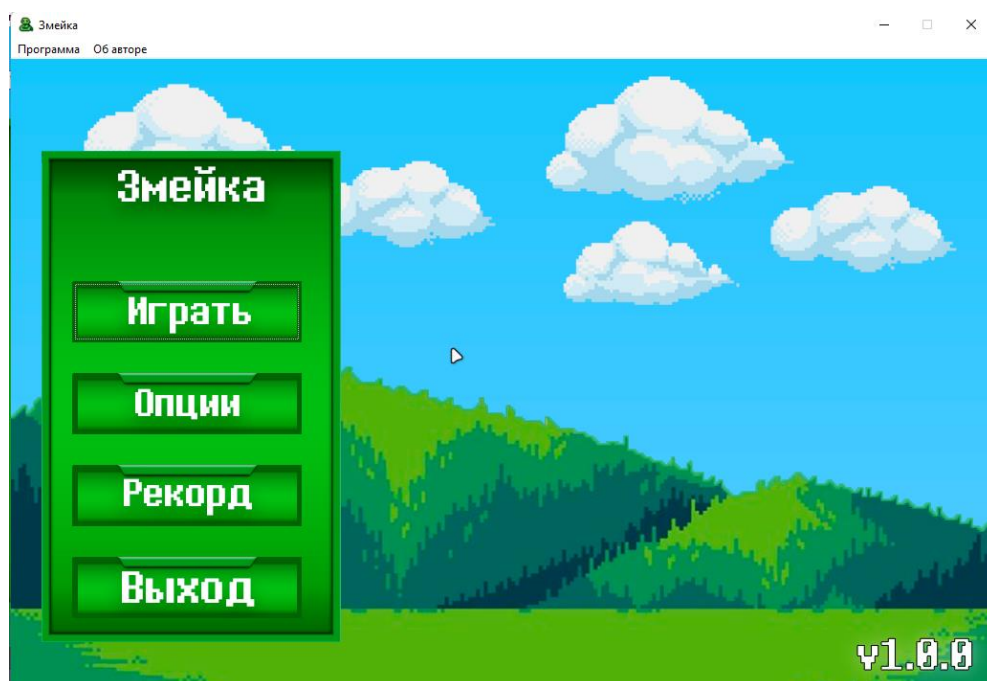 Змейка
Программа Об авторе
Змейка
Играть
Опции
Рекорд
Выход
v1.0.0